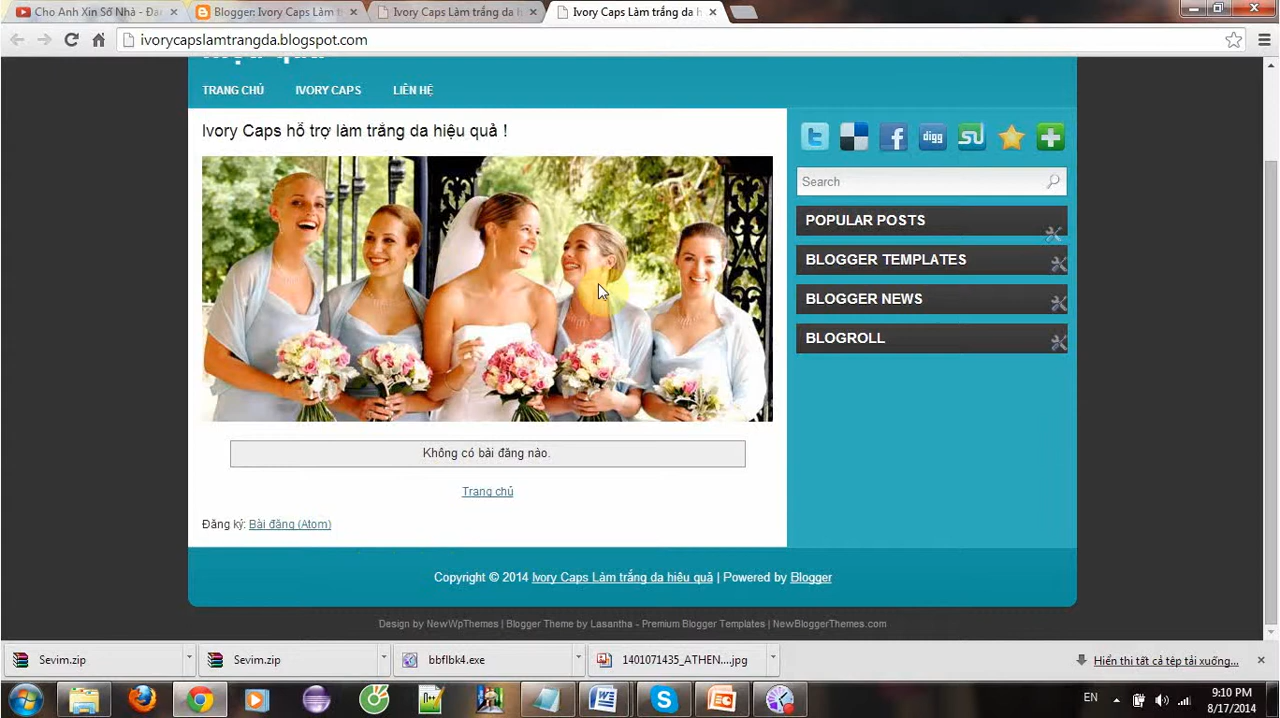 Cho Anh Xin Số Nhà - Đa
Blogger: Ivory Caps Làm t
Ivory Caps Làm trắng da h
Ivory Caps Làm trắng da h
ivorycapslamtrangda.blogspot.com
TRANG CHỦ IVORY CAPS LIÊN HỆ
Ivory Caps hỗ trợ làm trắng da hiệu quả !
digg
Search
POPULAR POSTS
BLOGGER TEMPLATES
BLOGGER NEWS
BLOGROLL
Không có bài đăng nào.
Trang chủ
Đăng ký: Bài đăng (Atom)
Copyright © 2014 Ivory Caps Làm trắng da hiệu quả | Powered by Blogger
Design by NewWpThemes | Blogger Theme by Lasantha - Premium Blogger Templates | NewBloggerThemes.com
Sevim.zip
Sevim.zip
bbflbk4.exe
1401071435_ATHEN....jpg
Hiển thị tất cả tệp tải xuống...
EN
9:10 PM
8/17/2014